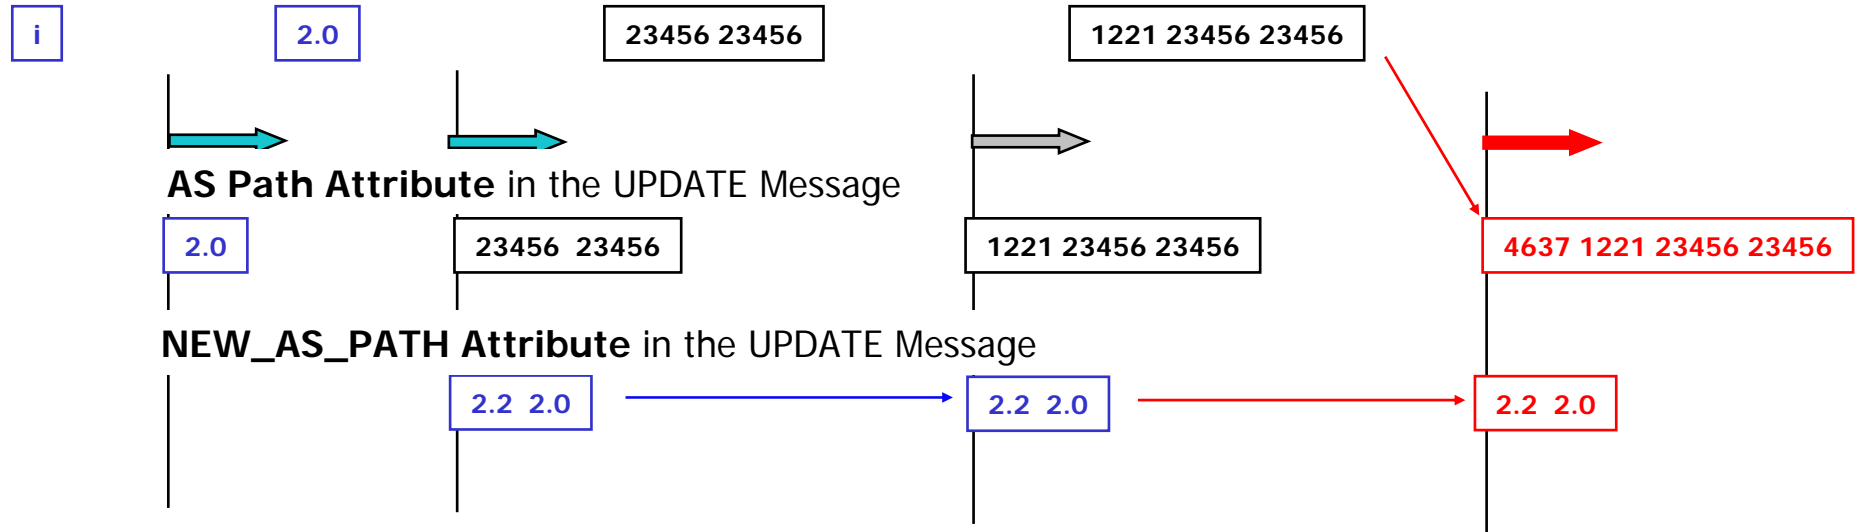 i 2.0 23456 23456 1221 23456 23456
AS Path Attribute in the UPDATE Message
2.0 23456 23456 1221 23456 23456 4637 1221 23456 23456
NEW_AS_PATH Attribute in the UPDATE Message
2.2 2.0 2.2 2.0 2.2 2.0